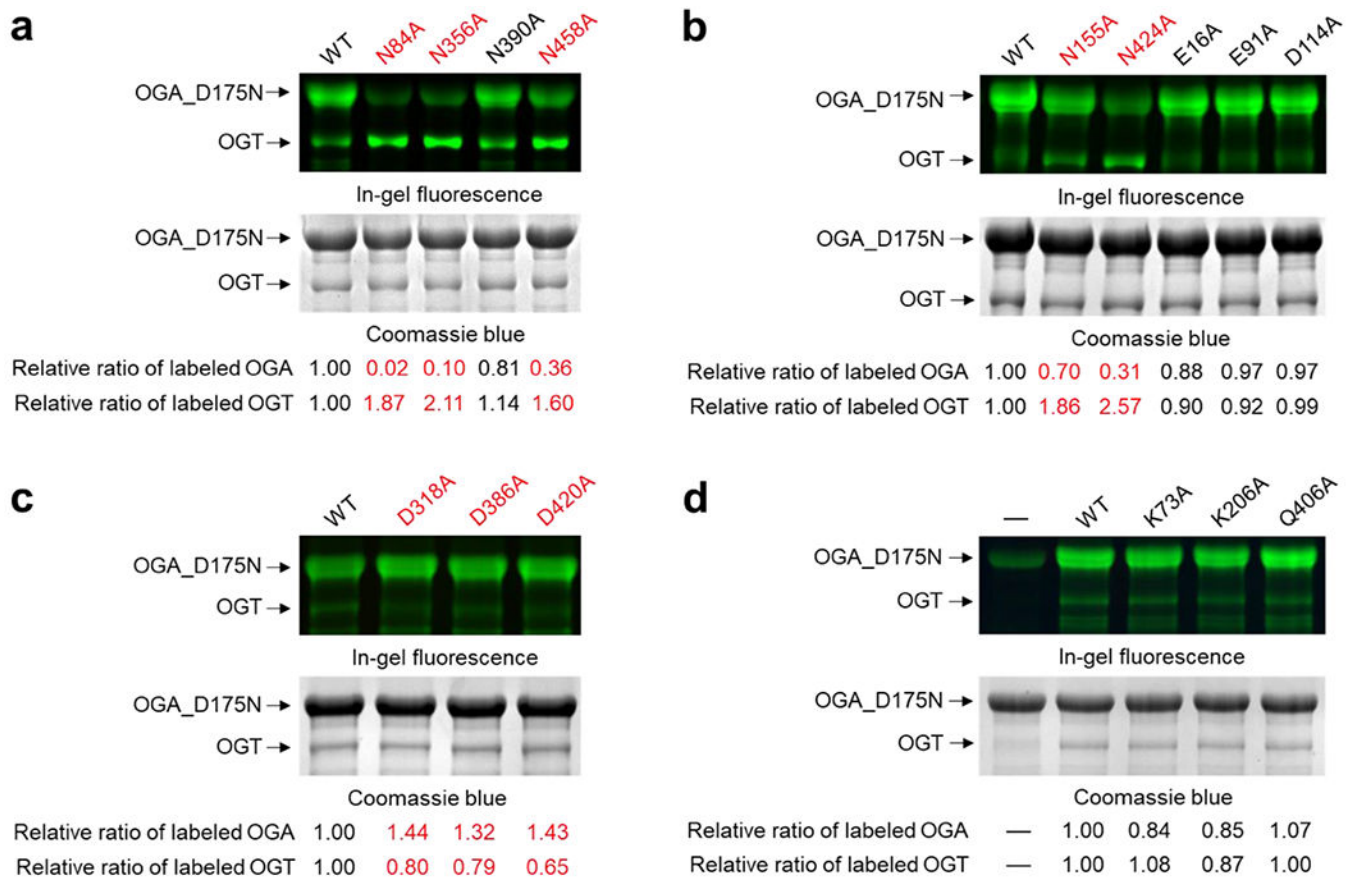 a
WT N84A N356A N390A N458A
OGA_D175N
OGT
In-gel fluorescence
OGA_D175N
OGT
Coomassie blue
Relative ratio of labeled OGA 1.00 0.02 0.10 0.81 0.36
Relative ratio of labeled OGT 1.00 1.87 2.11 1.14 1.60
b
WT N155A N424A E16A E91A D114A
OGA_D175N
OGT
In-gel fluorescence
OGA_D175N
OGT
Coomassie blue
Relative ratio of labeled OGA 1.00 0.70 0.31 0.88 0.97 0.97
Relative ratio of labeled OGT 1.00 1.86 2.57 0.90 0.92 0.99
c
WT D318A D386A D420A
OGA_D175N
OGT
In-gel fluorescence
OGA_D175N
OGT
Coomassie blue
Relative ratio of labeled OGA 1.00 1.44 1.32 1.43
Relative ratio of labeled OGT 1.00 0.80 0.79 0.65
d
— WT K73A K206A Q406A
OGA_D175N
OGT
In-gel fluorescence
OGA_D175N
OGT
Coomassie blue
Relative ratio of labeled OGA — 1.00 0.84 0.85 1.07
Relative ratio of labeled OGT — 1.00 1.08 0.87 1.00